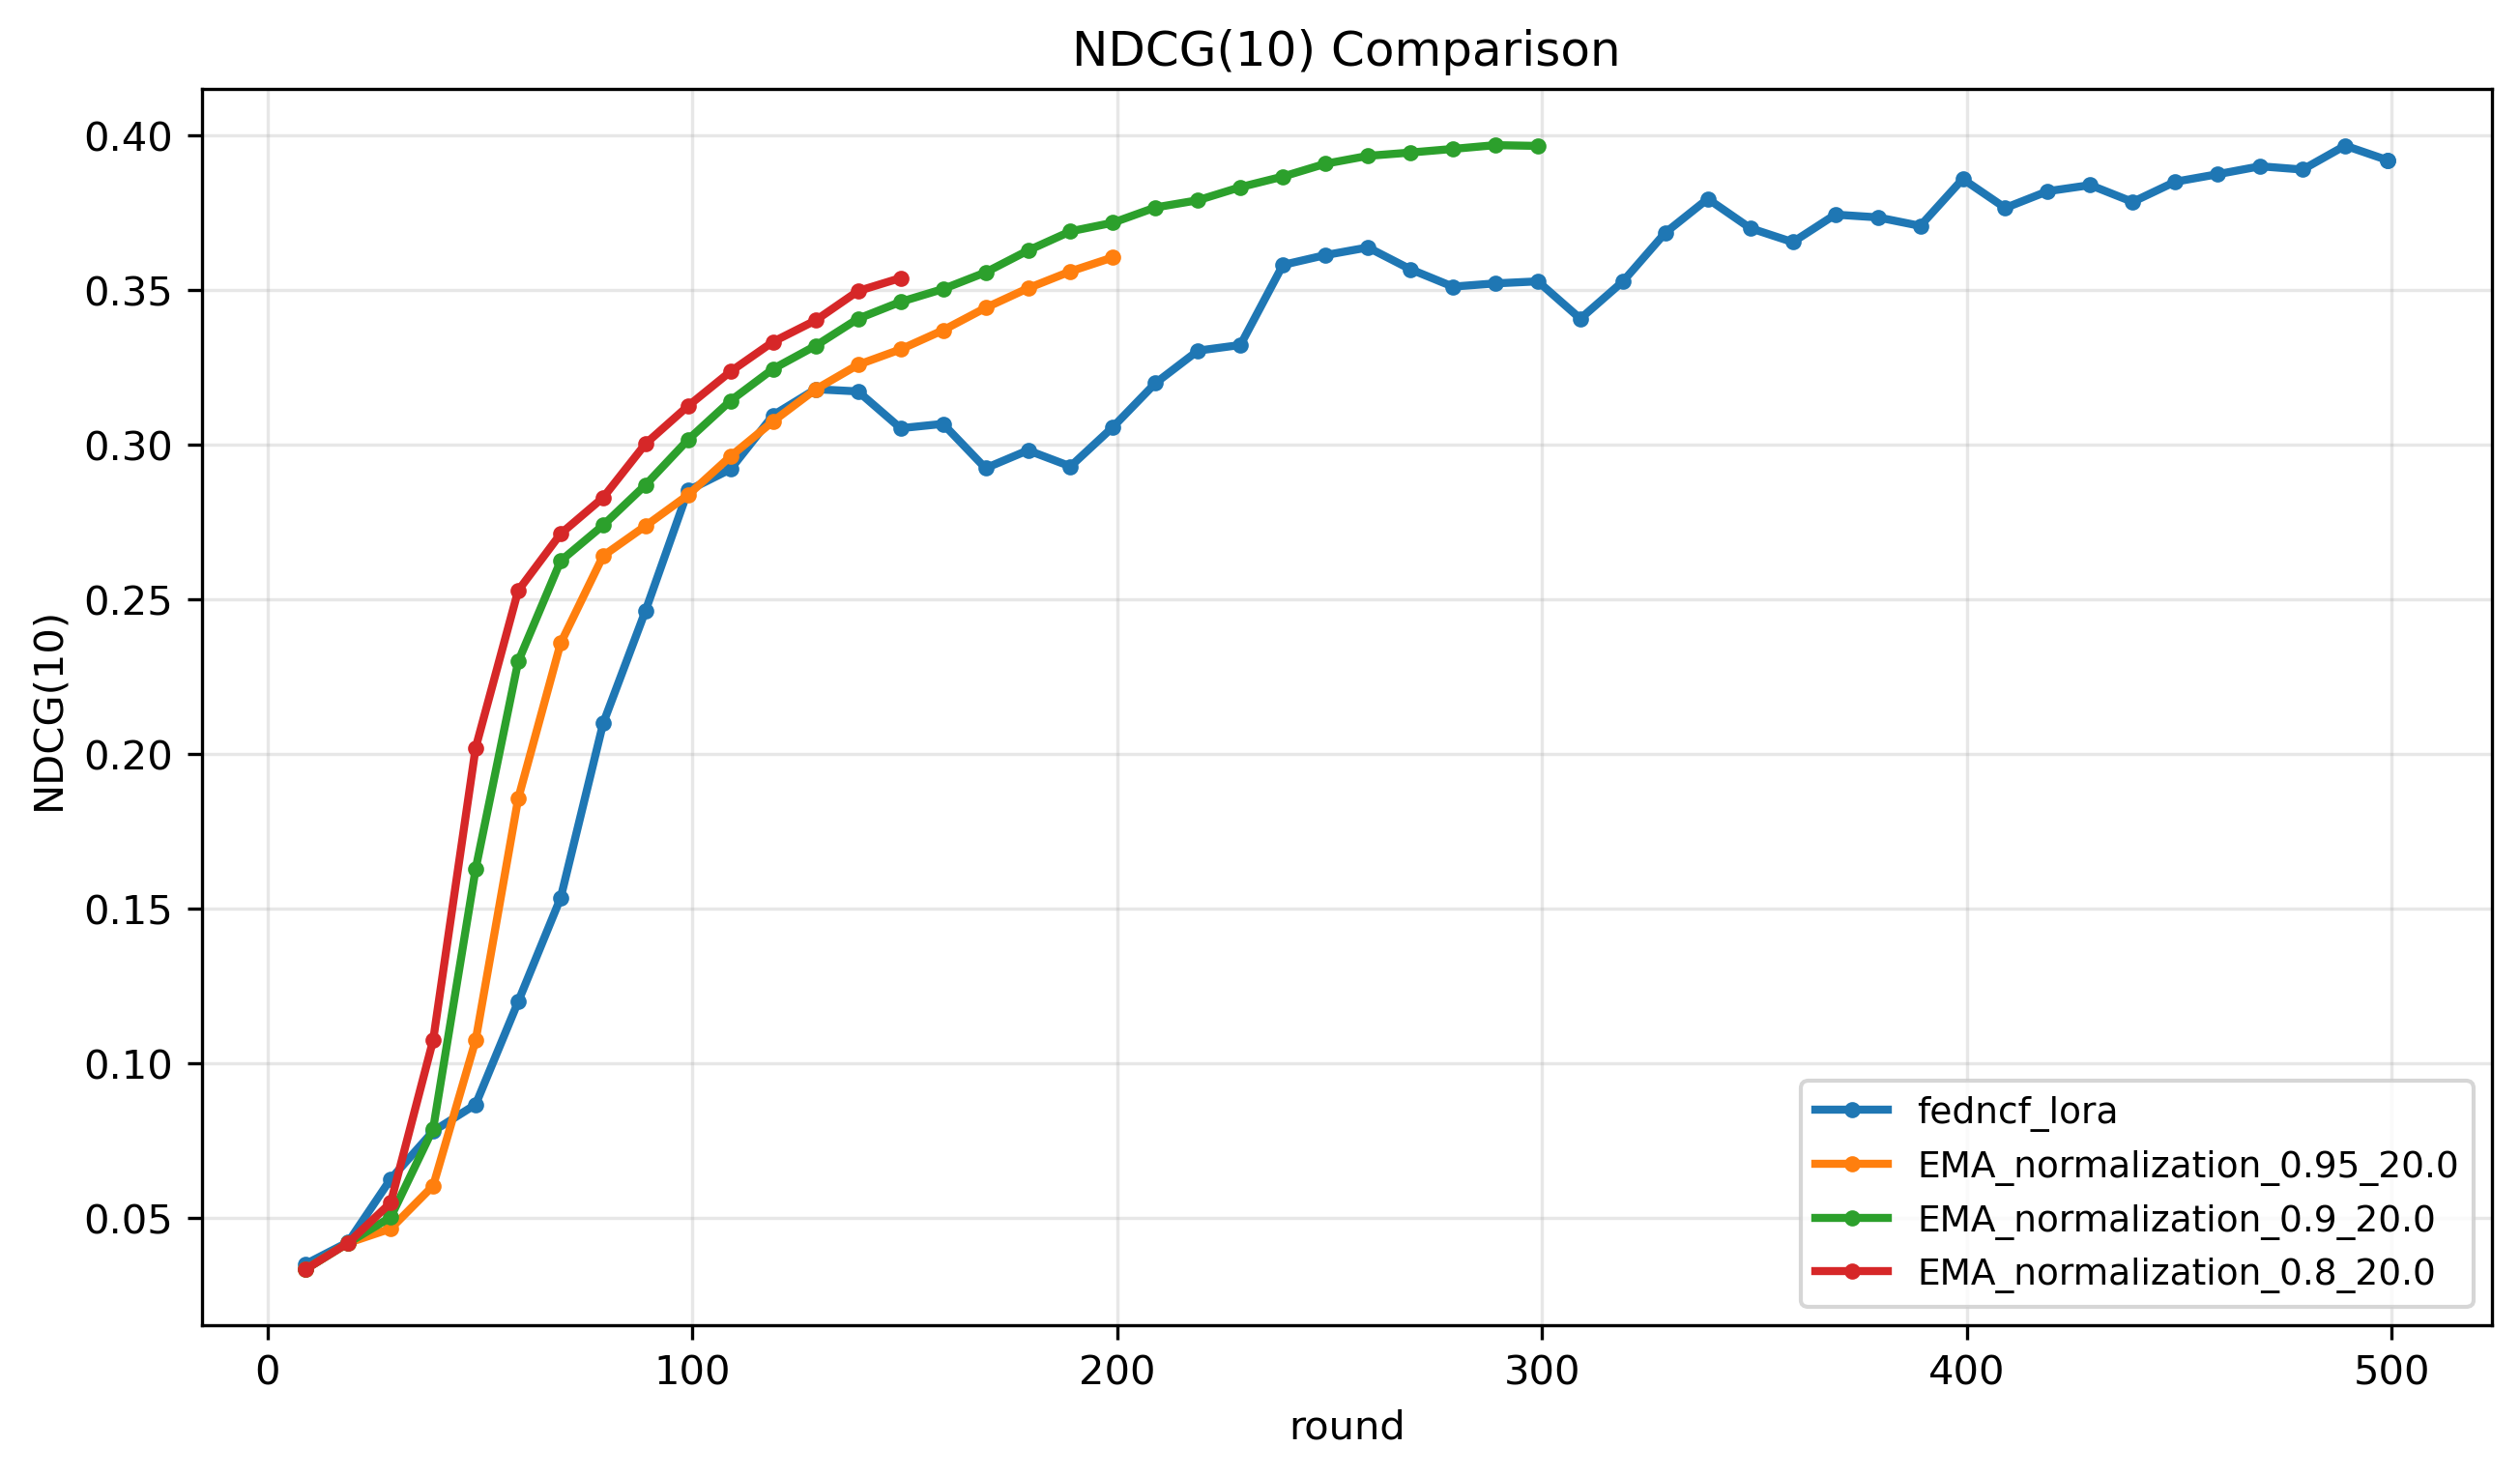 NDCG(10) Comparison
NDCG(10)
0.40
0.35
0.30
0.25
0.20
0.15
0.10
0.05
0 100 200 300 400 500
round
fedncf_lora
EMA_normalization_0.95_20.0
EMA_normalization_0.9_20.0
EMA_normalization_0.8_20.0